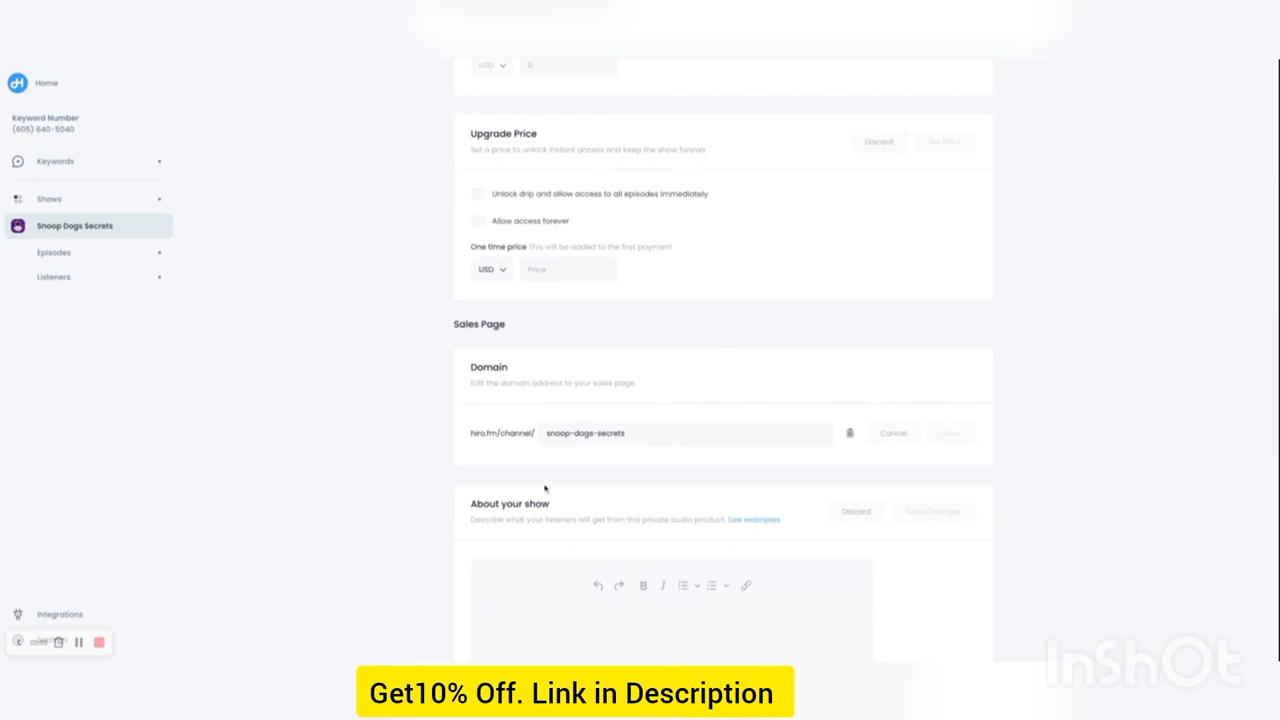 USD
0
Home
Keyword Number
(605) 640-5040
Keywords
Shows
Snoop Dogs Secrets
Episodes
Listeners
Integrations
Upgrade Price
Set a price to unlock instant access and keep the show forever.
Discard
Set Price
Unlock drip and allow access to all episodes immediately
Allow access forever
One time price This will be added to the first payment
USD
Price
Sales Page
Domain
Edit the domain address to your sales page.
hiro.fm/channel/
snoop-dogs-secrets
Cancel
Save
About your show
Describe what your listeners will get from this private audio product. See examples
Discard
Save Changes
B I
InShOt
Get10% Off. Link in Description